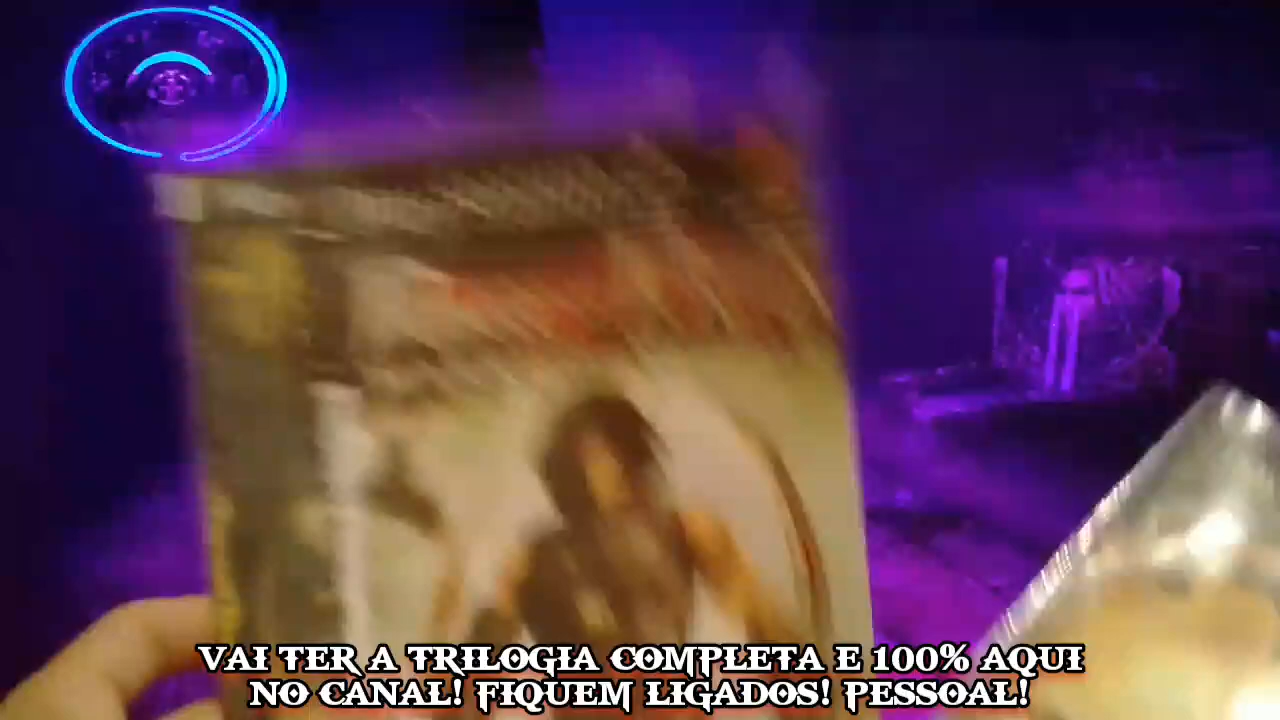 VAI TER A TRILOGIA COMPLETA E 100% AQUI
NO CANAL! FIQUEM LIGADOS! PESSOAL!